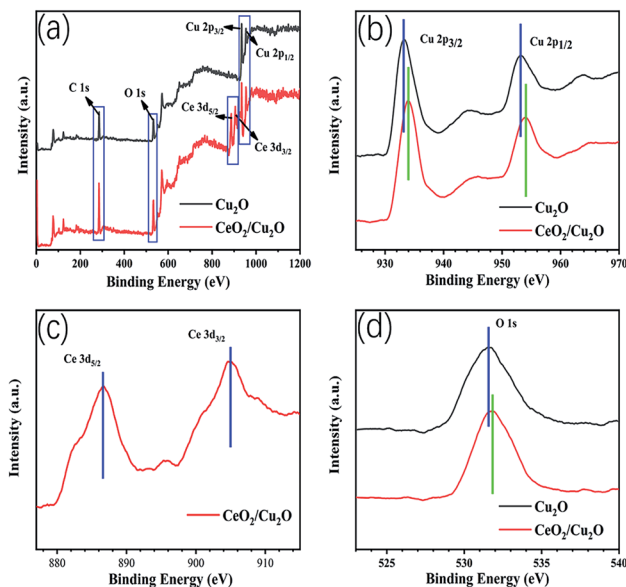 (a)
Cu 2p3/2
Cu 2p1/2
C 1s
O 1s
Ce 3d5/2
Ce 3d3/2
Cu2O
CeO2/Cu2O
Intensity (a.u.)
0 200 400 600 800 1000 1200
Binding Energy (eV)
(b)
Cu 2p3/2
Cu 2p1/2
Cu2O
CeO2/Cu2O
Intensity (a.u.)
930 940 950 960 970
Binding Energy (eV)
(c)
Ce 3d3/2
Ce 3d5/2
CeO2/Cu2O
Intensity (a.u.)
880 890 900 910
Binding Energy (eV)
(d)
O 1s
Cu2O
CeO2/Cu2O
Intensity (a.u.)
525 530 535 540
Binding Energy (eV)